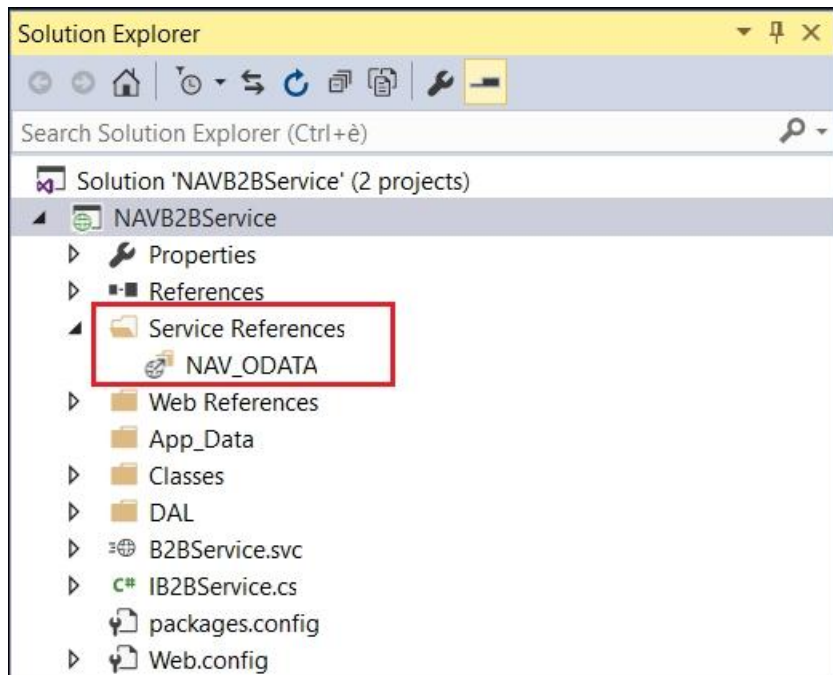 Solution Explorer
Search Solution Explorer (Ctrl+è)
Solution 'NAVB2BService' (2 projects)
NAVB2BService
Properties
References
Service References
NAV_ODATA
Web References
App_Data
Classes
DAL
B2BService.svc
C# IB2BService.cs
packages.config
Web.config